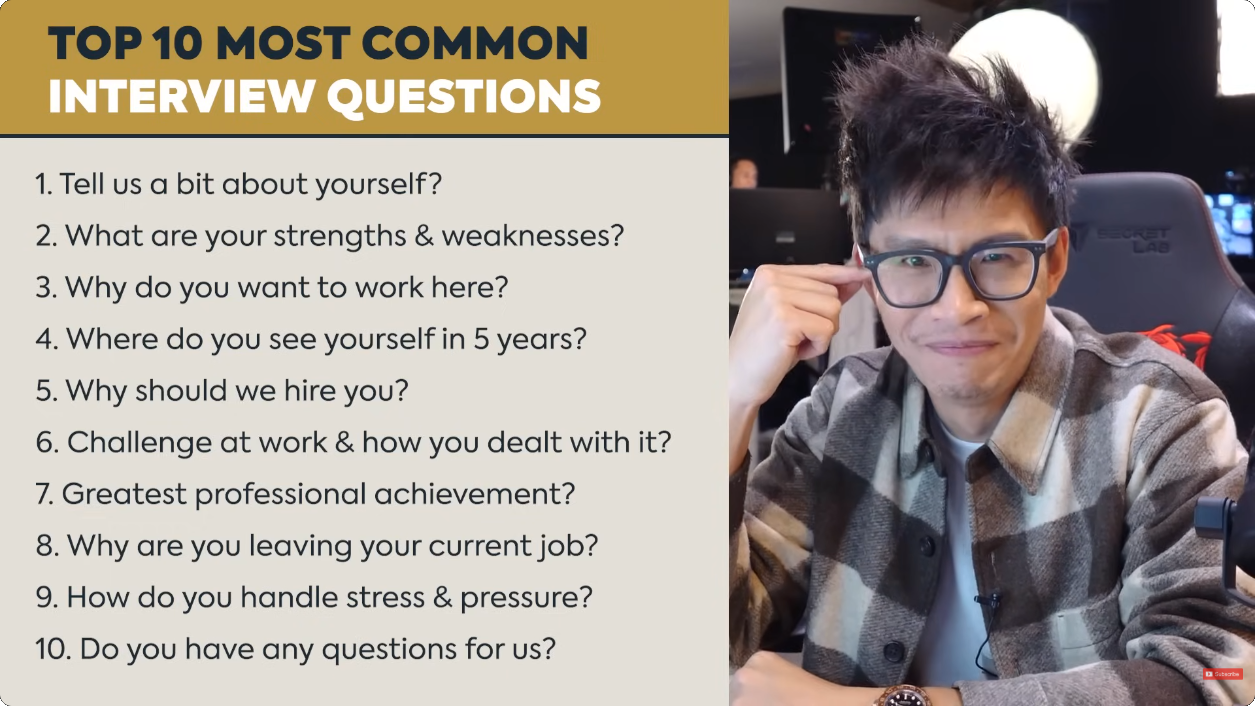 TOP 10 MOST COMMON
INTERVIEW QUESTIONS
1. Tell us a bit about yourself?
2. What are your strengths & weaknesses?
3. Why do you want to work here?
4. Where do you see yourself in 5 years?
5. Why should we hire you?
6. Challenge at work & how you dealt with it?
7. Greatest professional achievement?
8. Why are you leaving your current job?
9. How do you handle stress & pressure?
10. Do you have any questions for us?
SECRET
LAB
Subscribe